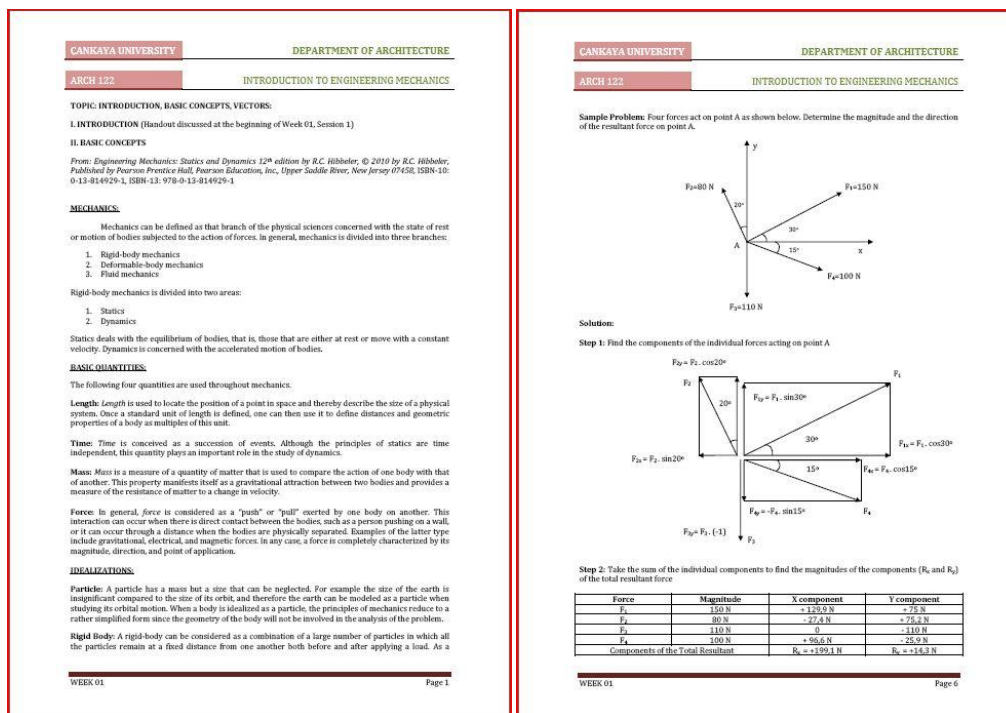 ÇANKAYA UNIVERSITY DEPARTMENT OF ARCHITECTURE
ARCH 122 INTRODUCTION TO ENGINEERING MECHANICS
TOPIC: INTRODUCTION, BASIC CONCEPTS, VECTORS:
I. INTRODUCTION (Handout discussed at the beginning of Week 01, Session 1)
II. BASIC CONCEPTS
From: Engineering Mechanics: Statics and Dynamics 12th edition by R.C. Hibbeler, © 2010 by R.C. Hibbeler,
Published by Pearson Prentice Hall, Pearson Education, Inc., Upper Saddle River, New Jersey 07458, ISBN-10:
0-13-814929-1, ISBN-13: 978-0-13-814929-1
MECHANICS:
Mechanics can be defined as that branch of the physical sciences concerned with the state of rest
or motion of bodies subjected to the action of forces. In general, mechanics is divided into three branches:
1. Rigid-body mechanics
2. Deformable-body mechanics
3. Fluid mechanics
Rigid-body mechanics is divided into two areas:
1. Statics
2. Dynamics
Statics deals with the equilibrium of bodies, that is, those that are either at rest or move with a constant
velocity. Dynamics is concerned with the accelerated motion of bodies.
BASIC QUANTITIES:
The following four quantities are used throughout mechanics.
Length: Length is used to locate the position of a point in space and thereby describe the size of a physical
system. Once a standard unit of length is defined, one can then use it to define distances and geometric
properties of a body as multiples of this unit.
Time: Time is conceived as a succession of events. Although the principles of statics are time
independent, this quantity plays an important role in the study of dynamics.
Mass: Mass is a measure of a quantity of matter that is used to compare the action of one body with that
of another. This property manifests itself as a gravitational attraction between two bodies and provides a
measure of the resistance of matter to a change in velocity.
Force: In general, force is considered as a "push" or "pull" exerted by one body on another. This
interaction can occur when there is direct contact between the bodies, such as a person pushing on a wall,
or it can occur through a distance when the bodies are physically separated. Examples of the latter type
include gravitational, electrical, and magnetic forces. In any case, a force is completely characterized by its
magnitude, direction, and point of application.
IDEALIZATIONS:
Particle: A particle has a mass but a size that can be neglected. For example the size of the earth is
insignificant compared to the size of its orbit, and therefore the earth can be modeled as a particle when
studying its orbital motion. When a body is idealized as a particle, the principles of mechanics reduce to a
rather simplified form since the geometry of the body will not be involved in the analysis of the problem.
Rigid Body: A rigid-body can be considered as a combination of a large number of particles in which all
the particles remain at a fixed distance from one another both before and after applying a load. As a
WEEK 01 Page 1
ÇANKAYA UNIVERSITY DEPARTMENT OF ARCHITECTURE
ARCH 122 INTRODUCTION TO ENGINEERING MECHANICS
Sample Problem: Four forces act on point A as shown below. Determine the magnitude and the direction
of the resultant force on point A.
y
F₂=80 N F₁=150 N
20°
30°
A
15° x
F₄=100 N
F₃=110 N
Solution:
Step 1: Find the components of the individual forces acting on point A
F₂y = F₂ . cos20°
F₂ F₁
20° F₁y = F₁ . sin30°
30° F₁x = F₁ . cos30°
F₂x = F₂ . sin20°
15° F₄x = F₄ . cos15°
F₄y = -F₄ . sin15° F₄
F₃y = F₃ . (-1)
F₃
Step 2: Take the sum of the individual components to find the magnitudes of the components (Rx and Ry)
of the total resultant force
Force Magnitude X component Y component
F₁ 150 N + 129,9 N + 75 N
F₂ 80 N - 27,4 N + 75,2 N
F₃ 110 N 0 - 110 N
F₄ 100 N + 96,6 N - 25,9 N
Components of the Total Resultant Rx = +199,1 N Ry = +14,3 N
WEEK 01 Page 6